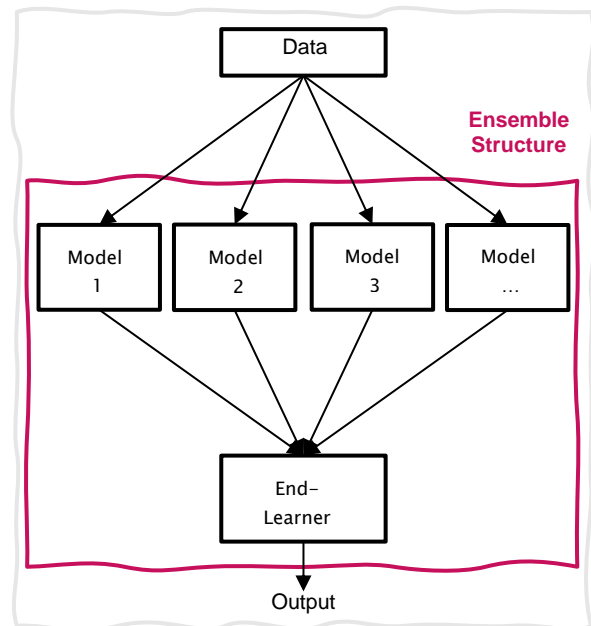 Data
Ensemble
Structure
Model
1
Model
2
Model
3
Model
...
End-
Learner
Output